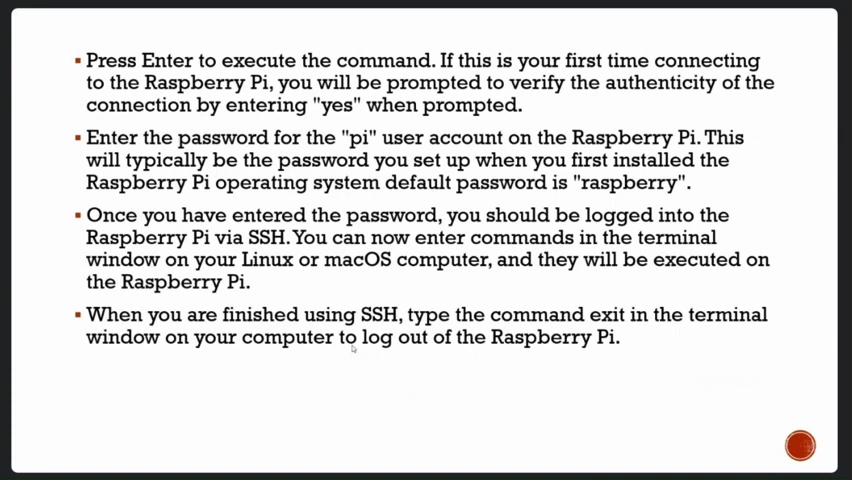 ▪ Press Enter to execute the command. If this is your first time connecting
to the Raspberry Pi, you will be prompted to verify the authenticity of the
connection by entering "yes" when prompted.
▪ Enter the password for the "pi" user account on the Raspberry Pi. This
will typically be the password you set up when you first installed the
Raspberry Pi operating system default password is "raspberry".
▪ Once you have entered the password, you should be logged into the
Raspberry Pi via SSH. You can now enter commands in the terminal
window on your Linux or macOS computer, and they will be executed on
the Raspberry Pi.
▪ When you are finished using SSH, type the command exit in the terminal
window on your computer to log out of the Raspberry Pi.